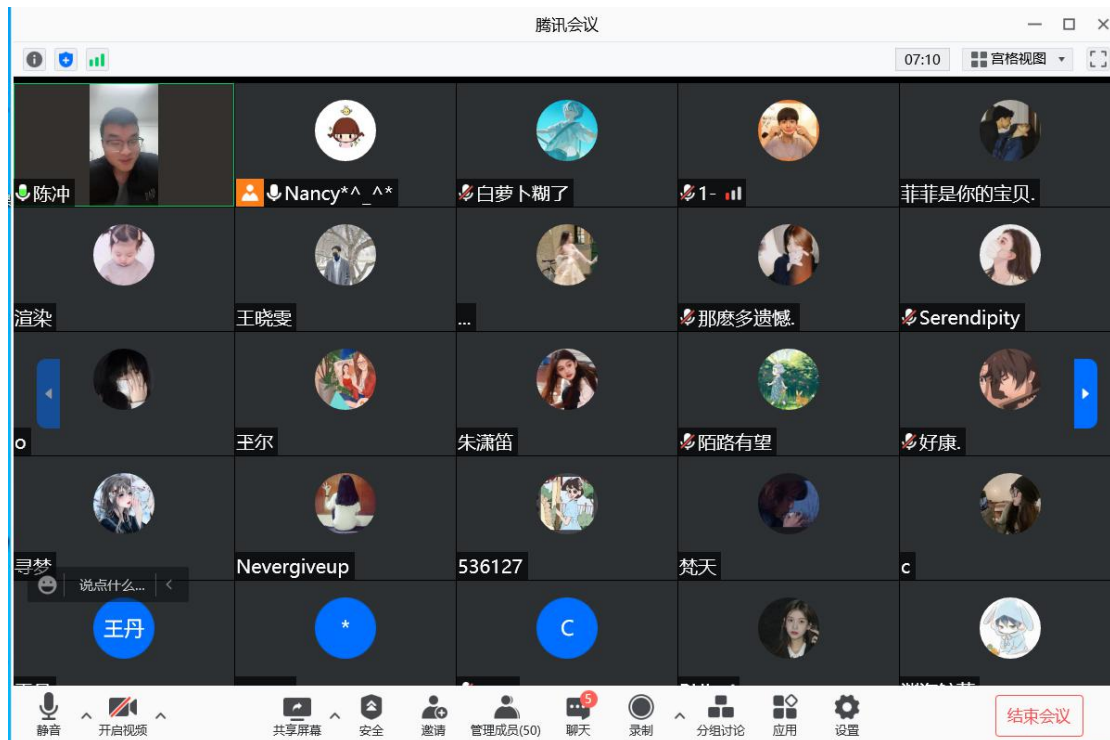 腾讯会议
07:10 宫格视图
陈冲
Nancy*^_^*
白萝卜糊了
1-
菲菲是你的宝贝.
渲染
王晓雯
...
那麽多遗憾.
Serendipity
o
玊尔
朱潇笛
陌路有望
好康.
寻梦
Nevergiveup
536127
梵天
c
说点什么...
王丹
*
C
5
静音
开启视频
共享屏幕
安全
邀请
管理成员(50)
聊天
录制
分组讨论
应用
设置
结束会议